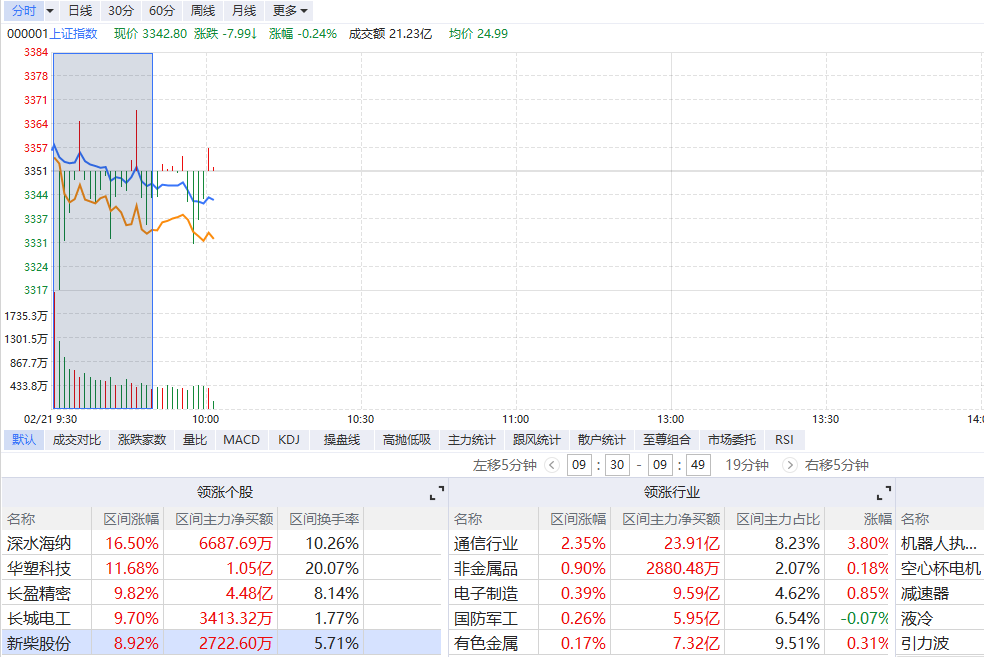 分时 日线 30分 60分 周线 月线 更多
000001上证指数 现价 3342.80 涨跌 -7.99↓ 涨幅 -0.24% 成交额 21.23亿 均价 24.99
3384
3378
3371
3364
3357
3351
3344
3337
3331
3324
3317
1735.3万
1301.5万
867.7万
433.8万
02/21 9:30 10:00 10:30 11:00 13:00 13:30 14:0
默认 成交对比 涨跌家数 量比 MACD KDJ 操盘线 高抛低吸 主力统计 跟风统计 散户统计 至尊组合 市场委托 RSI
左移5分钟 09 : 30 - 09 : 49 19分钟 右移5分钟
领涨个股 领涨行业
名称 区间涨幅 区间主力净买额 区间换手率 名称 区间涨幅 区间主力净买额 区间主力占比 涨幅 名称
深水海纳 16.50% 6687.69万 10.26% 通信行业 2.35% 23.91亿 8.23% 3.80% 机器人执...
华塑科技 11.68% 1.05亿 20.07% 非金属品 0.90% 2880.48万 2.07% 0.18% 空心杯电机
长盈精密 9.82% 4.48亿 8.14% 电子制造 0.39% 9.59亿 4.62% 0.85% 减速器
长城电工 9.70% 3413.32万 1.77% 国防军工 0.26% 5.95亿 6.54% -0.07% 液冷
新柴股份 8.92% 2722.60万 5.71% 有色金属 0.17% 7.32亿 9.51% 0.31% 引力波